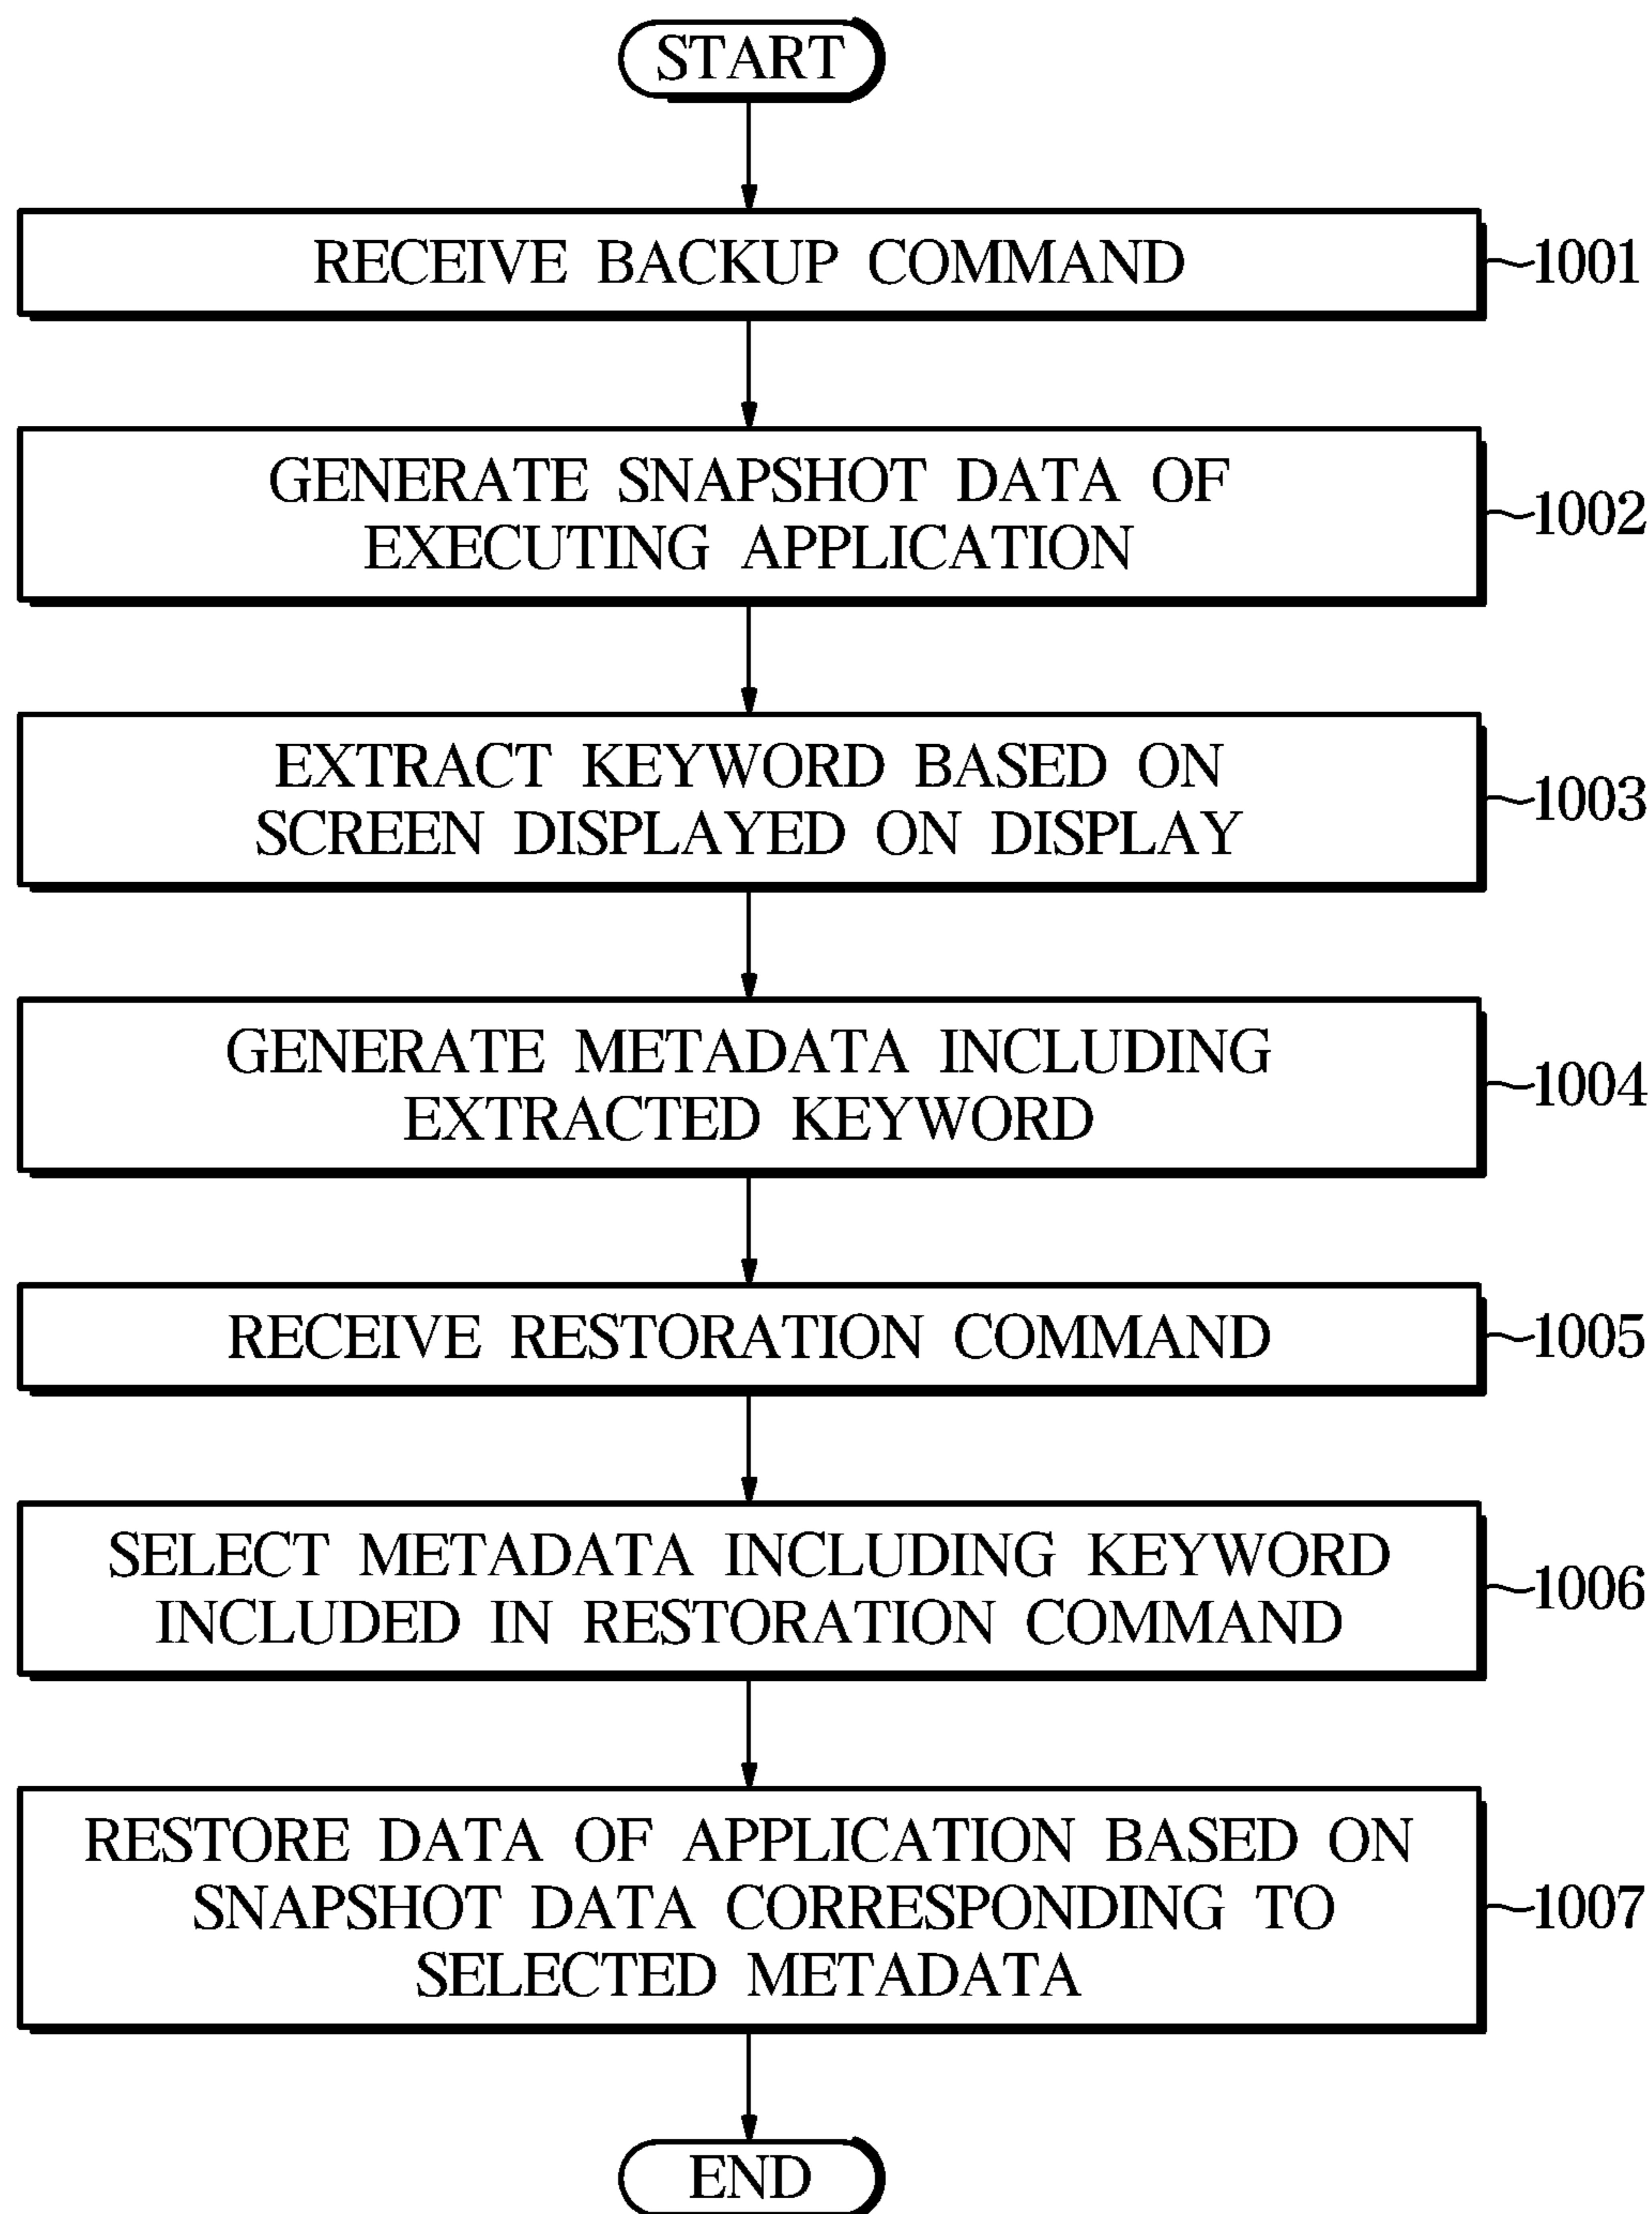 START
RECEIVE BACKUP COMMAND
1001
GENERATE SNAPSHOT DATA OF
EXECUTING APPLICATION
1002
EXTRACT KEYWORD BASED ON
SCREEN DISPLAYED ON DISPLAY
1003
GENERATE METADATA INCLUDING
EXTRACTED KEYWORD
1004
RECEIVE RESTORATION COMMAND
1005
SELECT METADATA INCLUDING KEYWORD
INCLUDED IN RESTORATION COMMAND
1006
RESTORE DATA OF APPLICATION BASED ON
SNAPSHOT DATA CORRESPONDING TO
SELECTED METADATA
1007
END